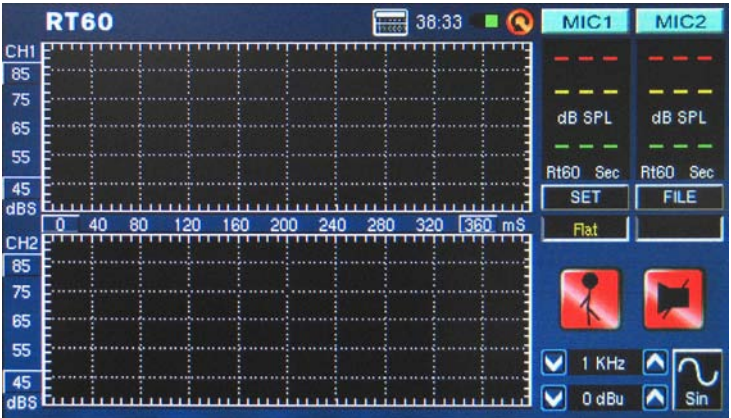 RT60 38:33
CH1
85
75
65
55
45
dBS
0 40 80 120 160 200 240 280 320 360 mS
CH2
85
75
65
55
45
dBS
MIC1 MIC2
dB SPL dB SPL
Rt60 Sec Rt60 Sec
SET FILE
Flat
1 KHz
0 dBu
Sin